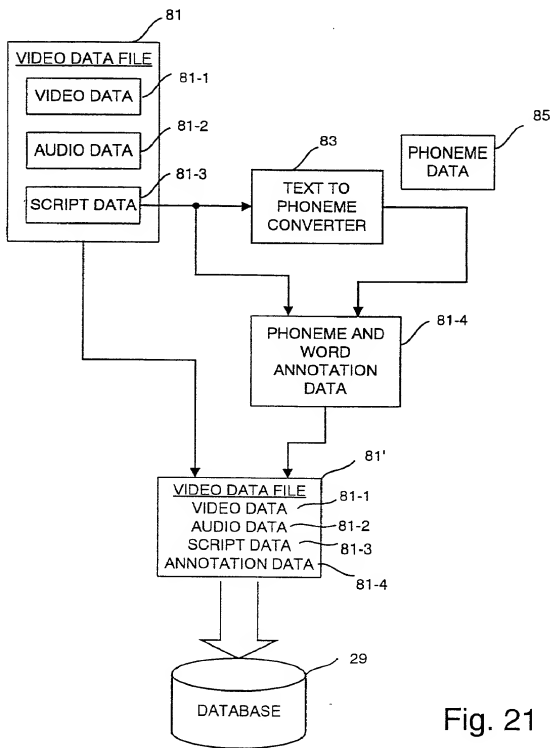 81
VIDEO DATA FILE
81-1
VIDEO DATA
81-2
AUDIO DATA
81-3
SCRIPT DATA
83
TEXT TO
PHONEME
CONVERTER
85
PHONEME
DATA
81-4
PHONEME AND
WORD
ANNOTATION
DATA
81'
VIDEO DATA FILE
VIDEO DATA 81-1
AUDIO DATA 81-2
SCRIPT DATA 81-3
ANNOTATION DATA
81-4
29
DATABASE
Fig. 21